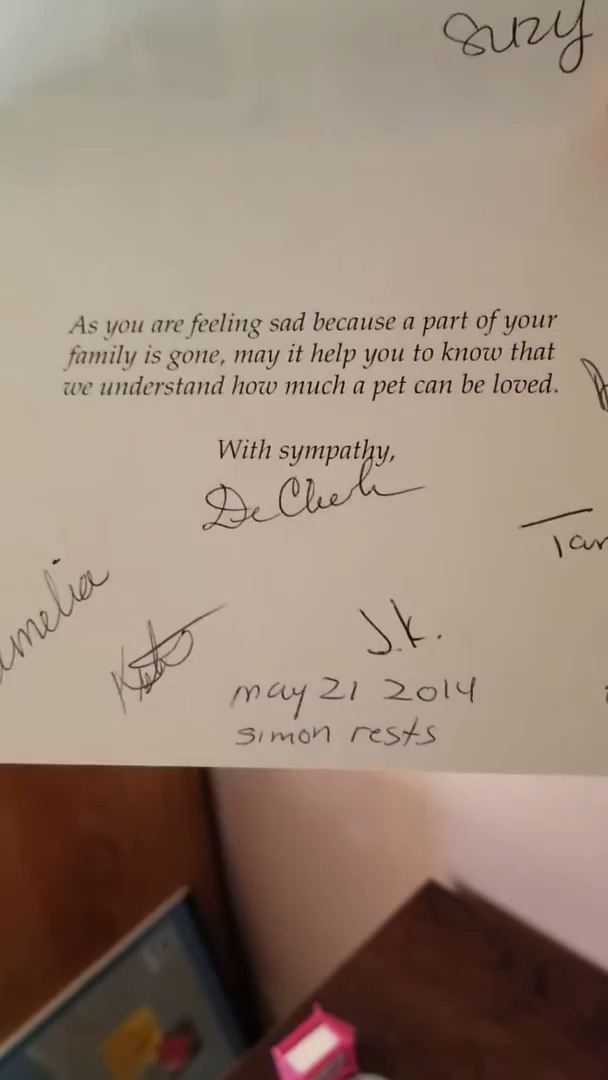 suzy
As you are feeling sad because a part of your
family is gone, may it help you to know that
we understand how much a pet can be loved.
With sympathy,
J.k.
may 21 2014
simon rests